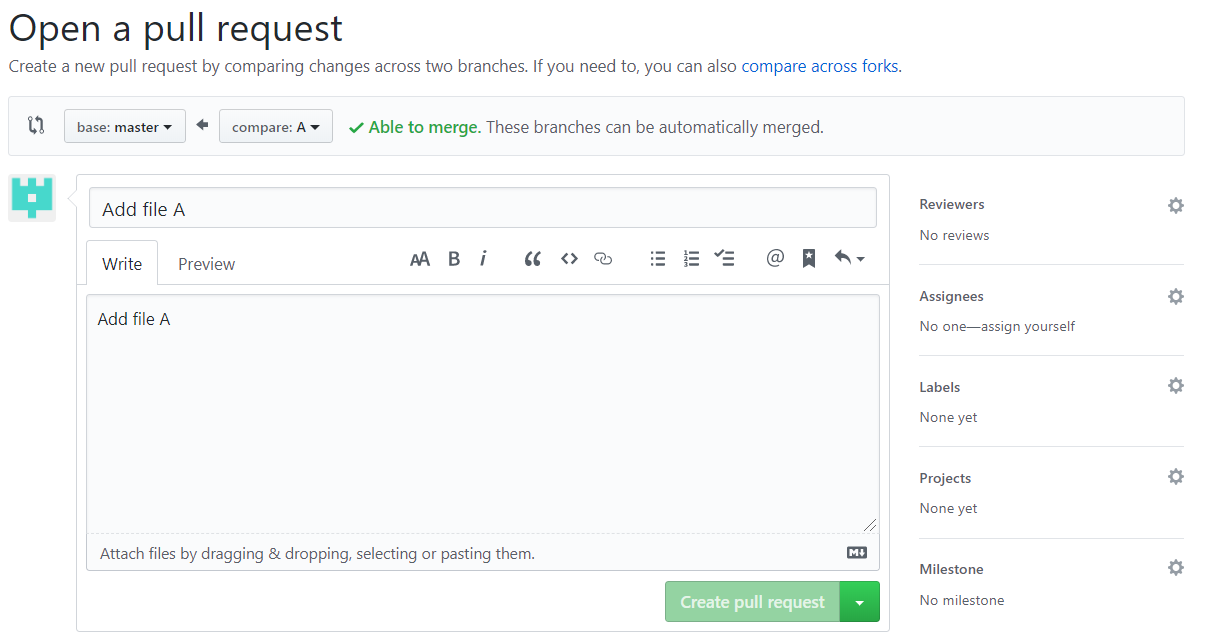 Open a pull request
Create a new pull request by comparing changes across two branches. If you need to, you can also compare across forks.
base: master
compare: A
Able to merge. These branches can be automatically merged.
Add file A
Write
Preview
AA B i
Add file A
Attach files by dragging & dropping, selecting or pasting them.
Create pull request
Reviewers
No reviews
Assignees
No one—assign yourself
Labels
None yet
Projects
None yet
Milestone
No milestone